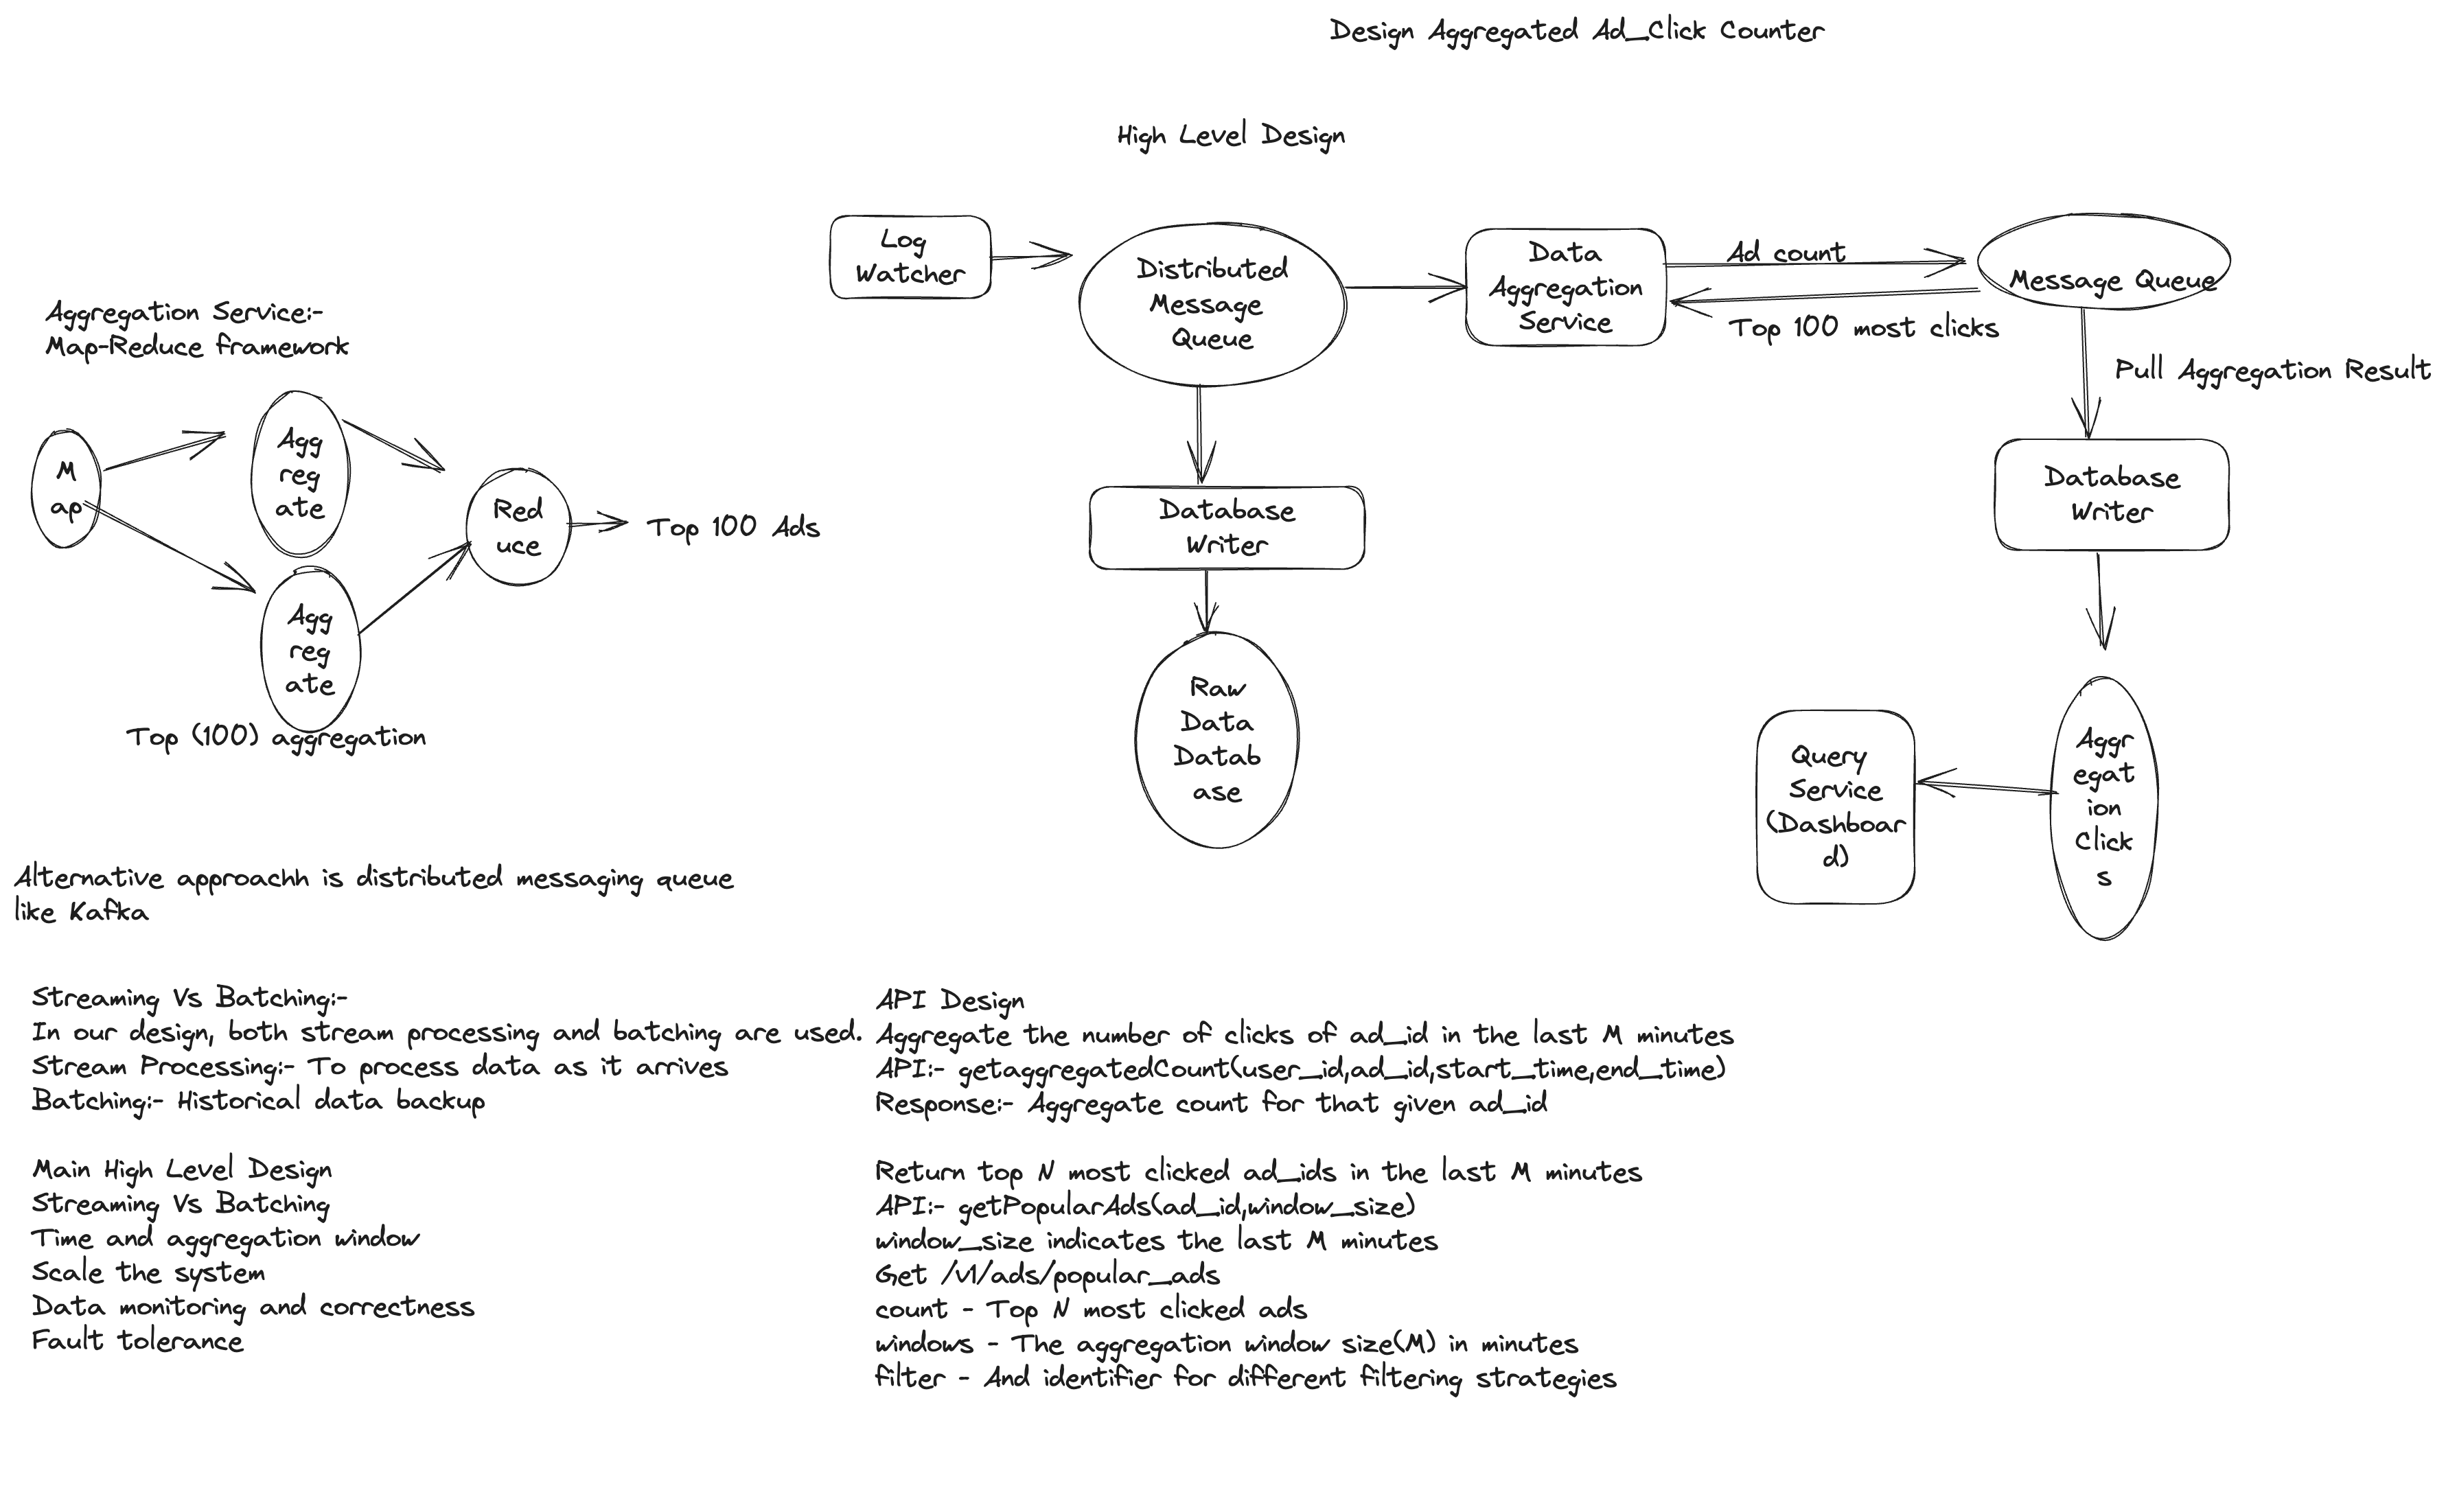 Design Aggregated Ad_Click Counter
High Level Design
Log
Watcher
Distributed
Message
Queue
Data
Aggregation
Service
Ad count
Top 100 most clicks
Message Queue
Pull Aggregation Result
Database
Writer
Raw
Data
Datab
ase
Database
Writer
Aggr
egat
ion
Click
s
Query
Service
(Dashboar
d)
Aggregation Service:-
Map-Reduce framework
M
ap
Agg
reg
ate
Agg
reg
ate
Red
uce
Top 100 Ads
Top (100) aggregation
Alternative approachh is distributed messaging queue
like Kafka
Streaming Vs Batching:-
In our design, both stream processing and batching are used.
Stream Processing:- To process data as it arrives
Batching:- Historical data backup
Main High Level Design
Streaming Vs Batching
Time and aggregation window
Scale the system
Data monitoring and correctness
Fault tolerance
API Design
Aggregate the number of clicks of ad_id in the last M minutes
API:- getaggregatedCount(user_id,ad_id,start_time,end_time)
Response:- Aggregate count for that given ad_id
Return top N most clicked ad_ids in the last M minutes
API:- getPopularAds(ad_id,window_size)
window_size indicates the last M minutes
Get /v1/ads/popular_ads
count - Top N most clicked ads
windows - The aggregation window size(M) in minutes
filter - And identifier for different filtering strategies